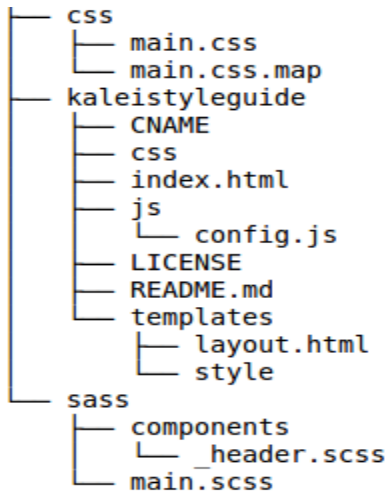 ├── css
│   ├── main.css
│   └── main.css.map
├── kaleistyleguide
│   ├── CNAME
│   ├── css
│   ├── index.html
│   ├── js
│   │   └── config.js
│   ├── LICENSE
│   ├── README.md
│   └── templates
│       ├── layout.html
│       └── style
└── sass
    ├── components
    │   └── _header.scss
    └── main.scss